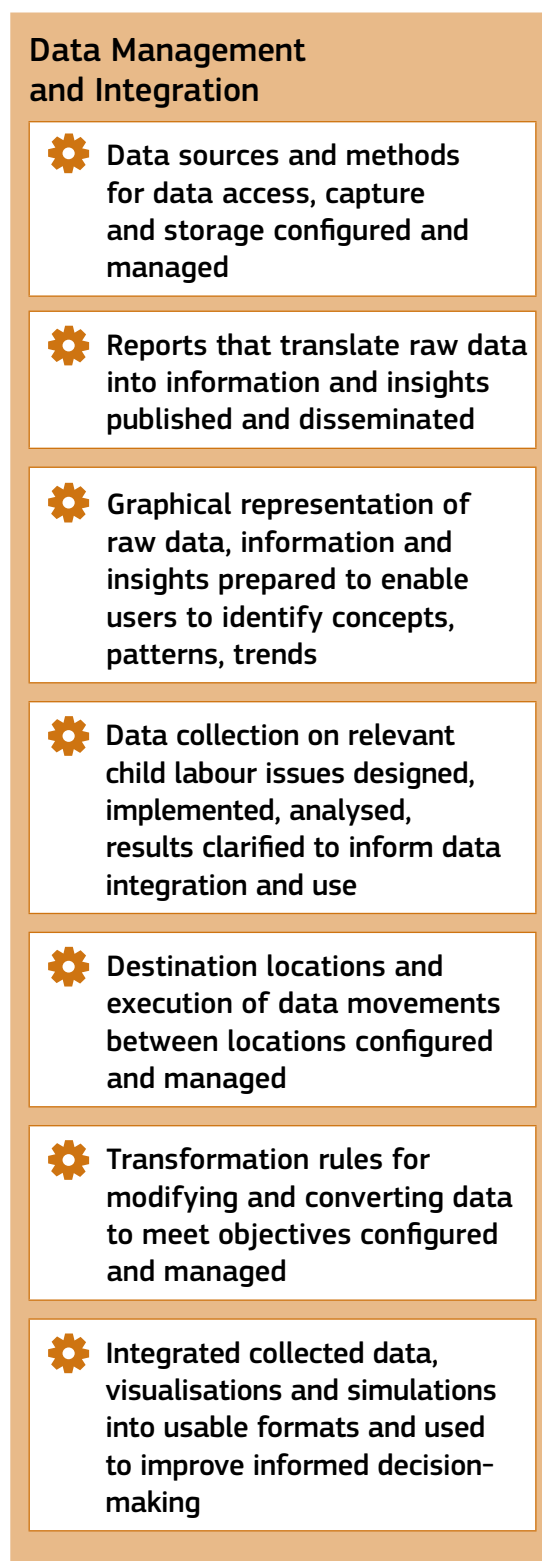 Data Management
and Integration
Data sources and methods
for data access, capture
and storage configured and
managed
Reports that translate raw data
into information and insights
published and disseminated
Graphical representation of
raw data, information and
insights prepared to enable
users to identify concepts,
patterns, trends
Data collection on relevant
child labour issues designed,
implemented, analysed,
results clarified to inform data
integration and use
Destination locations and
execution of data movements
between locations configured
and managed
Transformation rules for
modifying and converting data
to meet objectives configured
and managed
Integrated collected data,
visualisations and simulations
into usable formats and used
to improve informed decision-
making